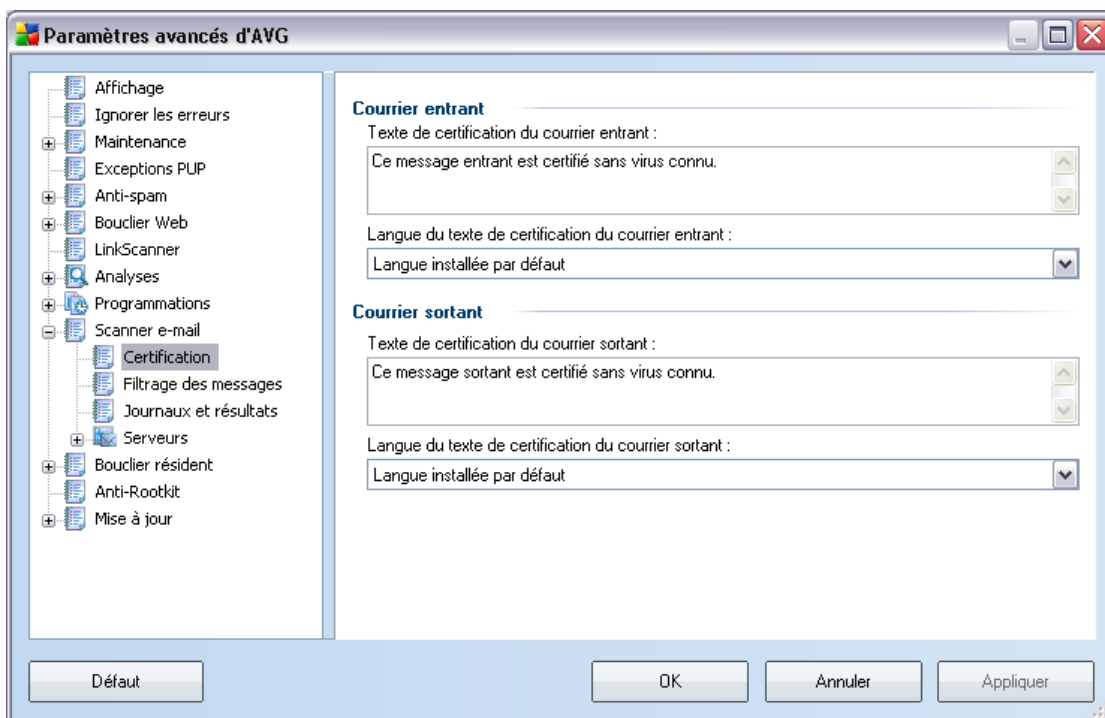 Paramètres avancés d'AVG
Affichage
Ignorer les erreurs
Maintenance
Exceptions PUP
Anti-spam
Bouclier Web
LinkScanner
Analyses
Programmations
Scanner e-mail
Certification
Filtrage des messages
Journaux et résultats
Serveurs
Bouclier résident
Anti-Rootkit
Mise à jour
Courrier entrant
Texte de certification du courrier entrant :
Ce message entrant est certifié sans virus connu.
Langue du texte de certification du courrier entrant :
Langue installée par défaut
Courrier sortant
Texte de certification du courrier sortant :
Ce message sortant est certifié sans virus connu.
Langue du texte de certification du courrier sortant :
Langue installée par défaut
Défaut
OK
Annuler
Appliquer